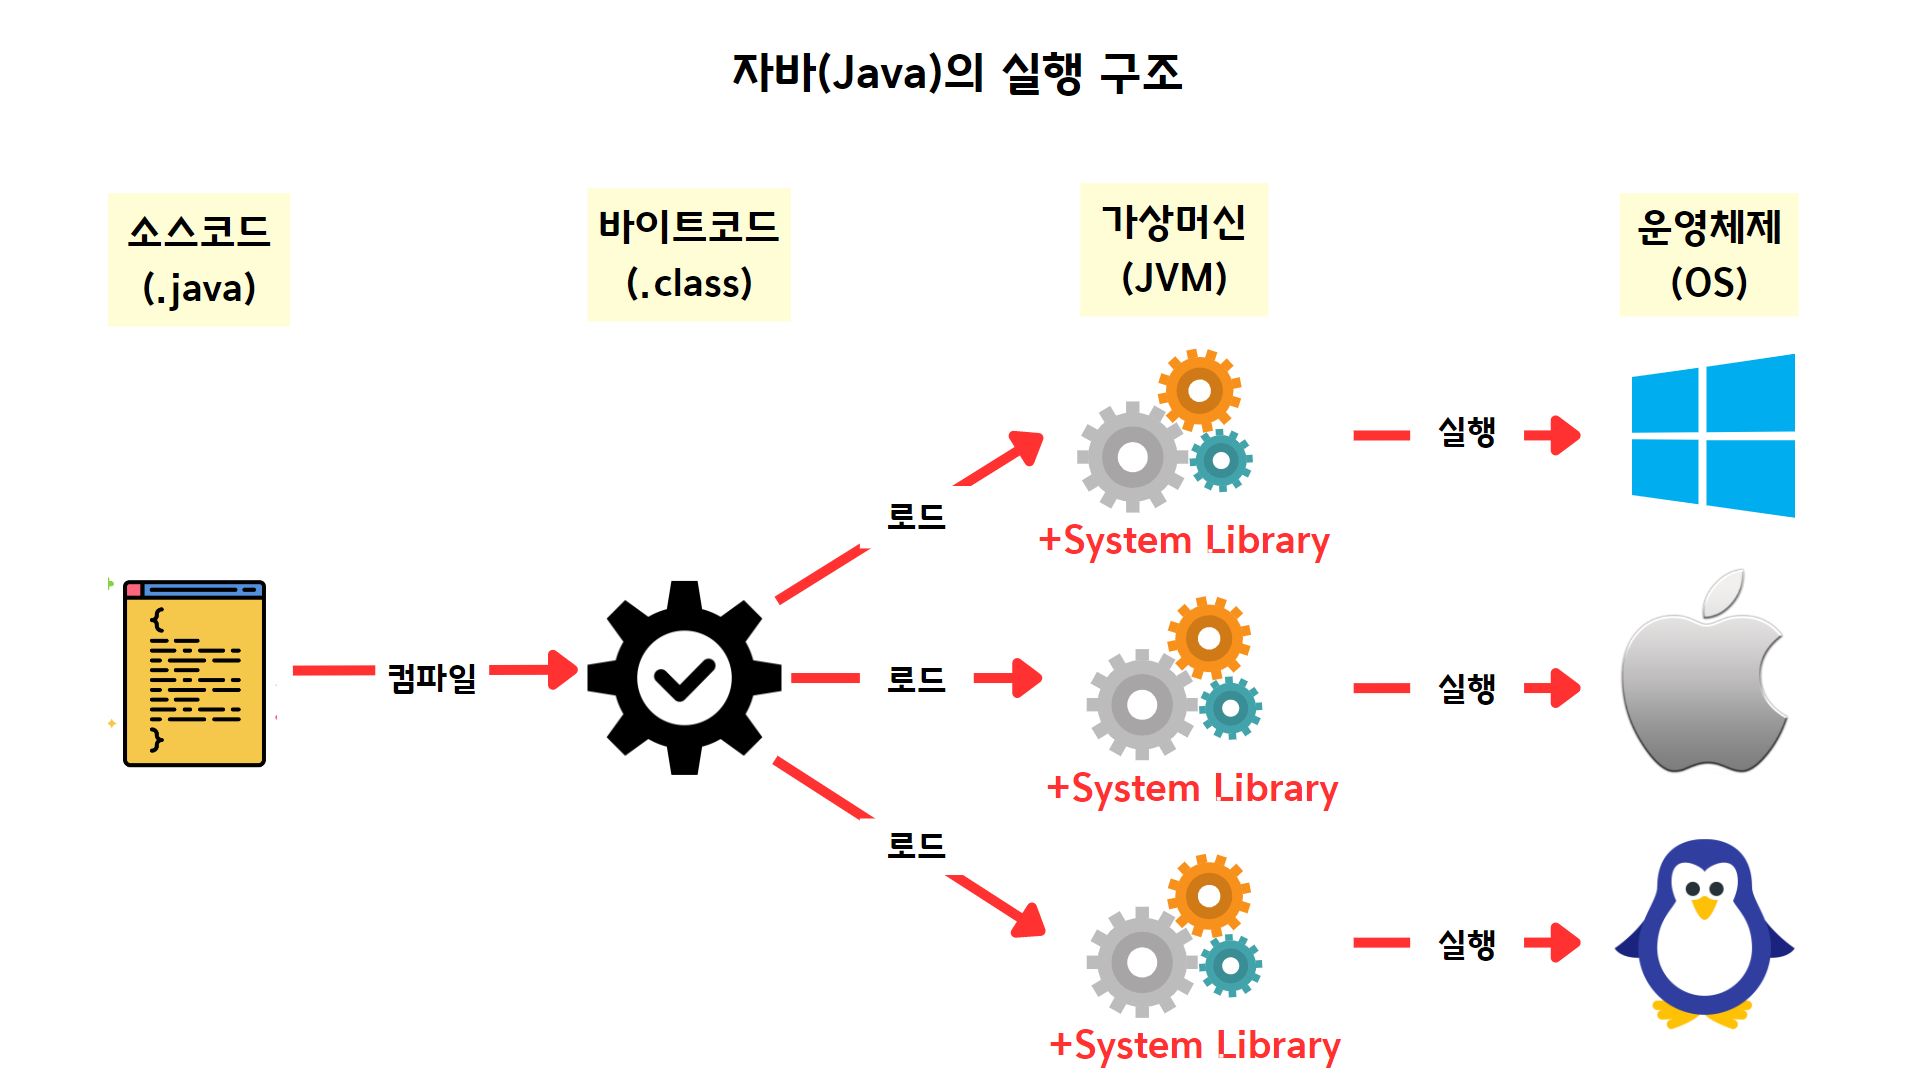 자바(Java)의 실행 구조
소스코드
(.java)
바이트코드
(.class)
가상머신
(JVM)
운영체제
(OS)
실행
로드
+System Library
컴파일
로드
실행
+System Library
로드
실행
+System Library